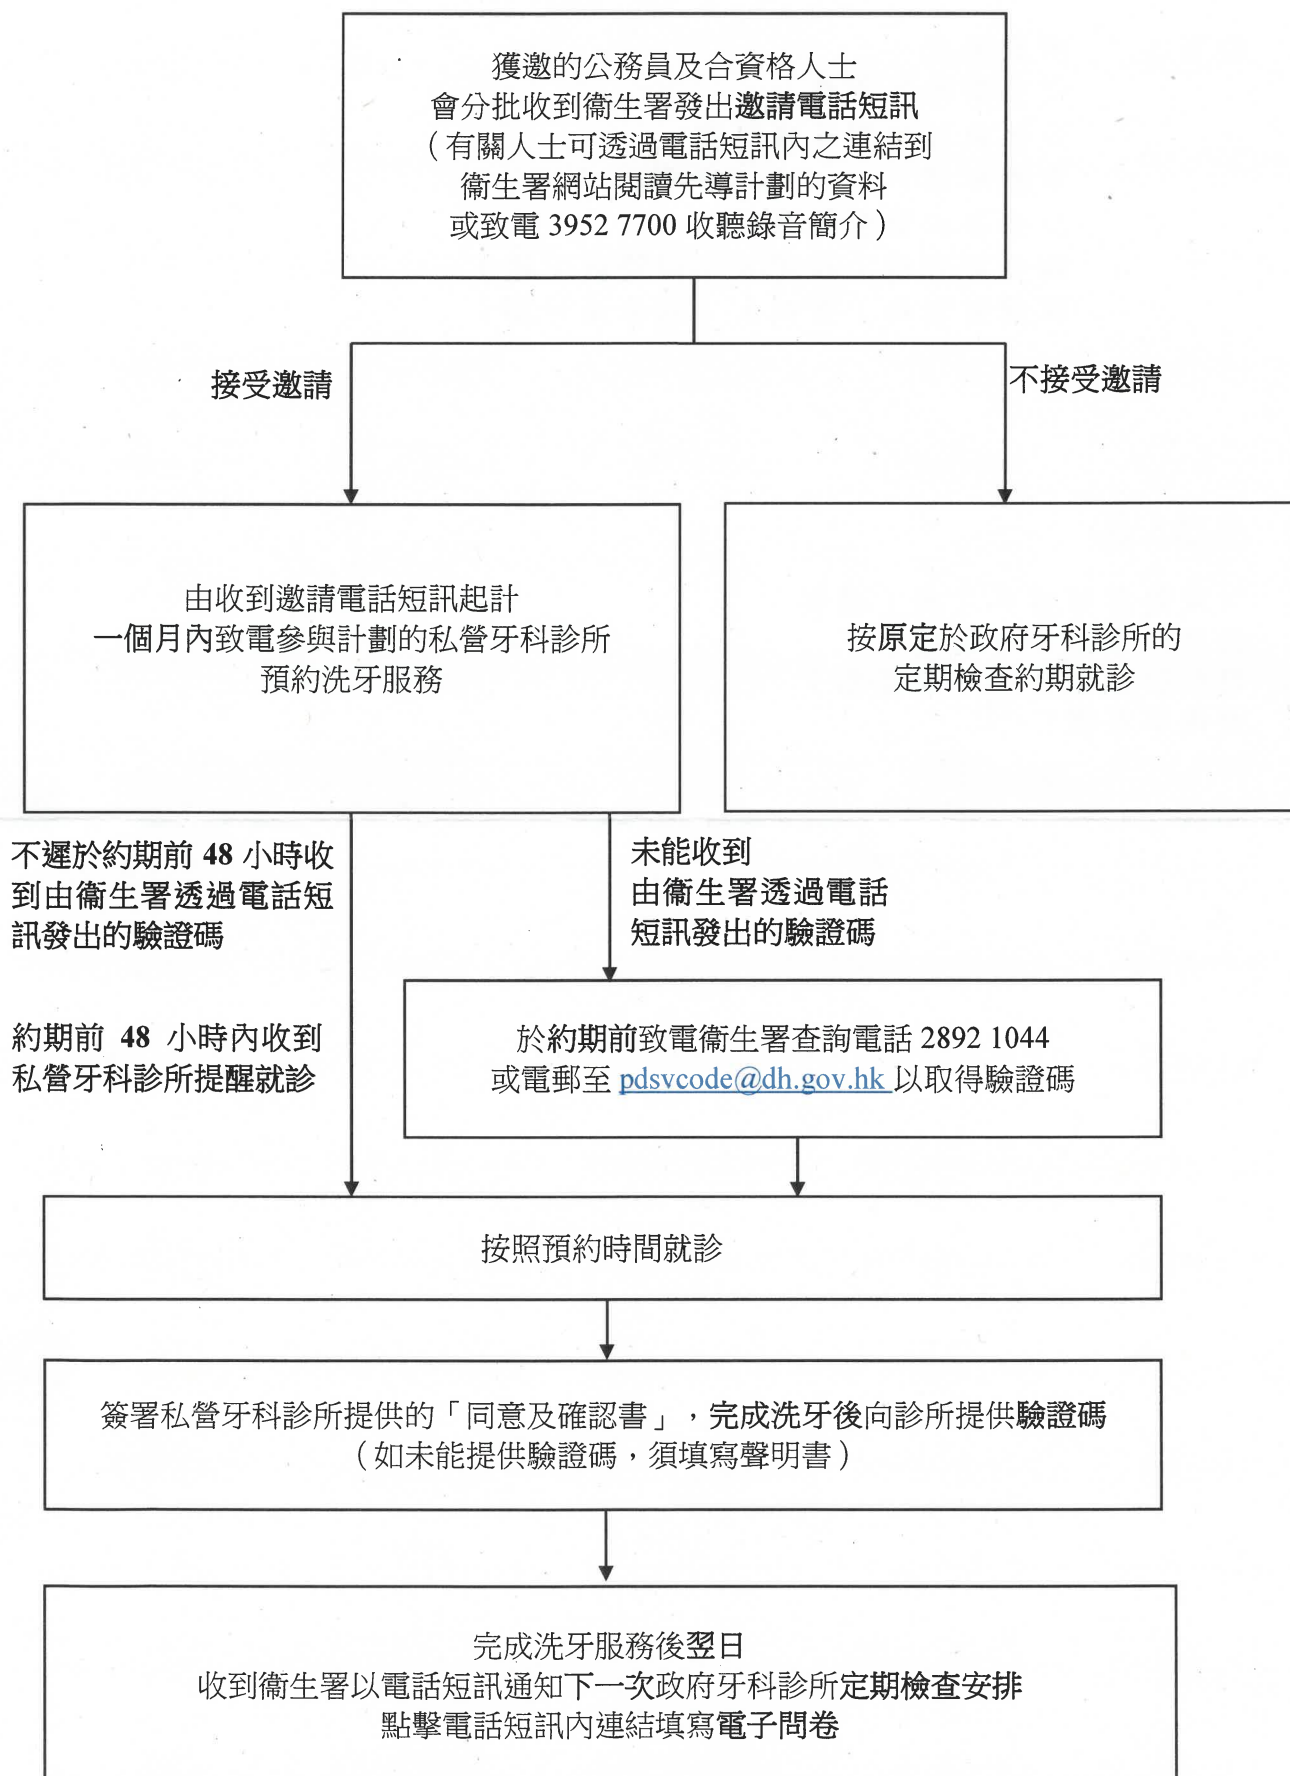 獲邀的公務員及合資格人士
會分批收到衞生署發出邀請電話短訊
（有關人士可透過電話短訊內之連結到
衞生署網站閱讀先導計劃的資料
或致電 3952 7700 收聽錄音簡介）
接受邀請
不接受邀請
由收到邀請電話短訊起計
一個月內致電參與計劃的私營牙科診所
預約洗牙服務
按原定於政府牙科診所的
定期檢查約期就診
不遲於約期前 48 小時收
到由衞生署透過電話短
訊發出的驗證碼
未能收到
由衞生署透過電話
短訊發出的驗證碼
約期前 48 小時內收到
私營牙科診所提醒就診
於約期前致電衞生署查詢電話 2892 1044
或電郵至 pdsvcode@dh.gov.hk 以取得驗證碼
按照預約時間就診
簽署私營牙科診所提供的「同意及確認書」，完成洗牙後向診所提供驗證碼
（如未能提供驗證碼，須填寫聲明書）
完成洗牙服務後翌日
收到衞生署以電話短訊通知下一次政府牙科診所定期檢查安排
點擊電話短訊內連結填寫電子問卷